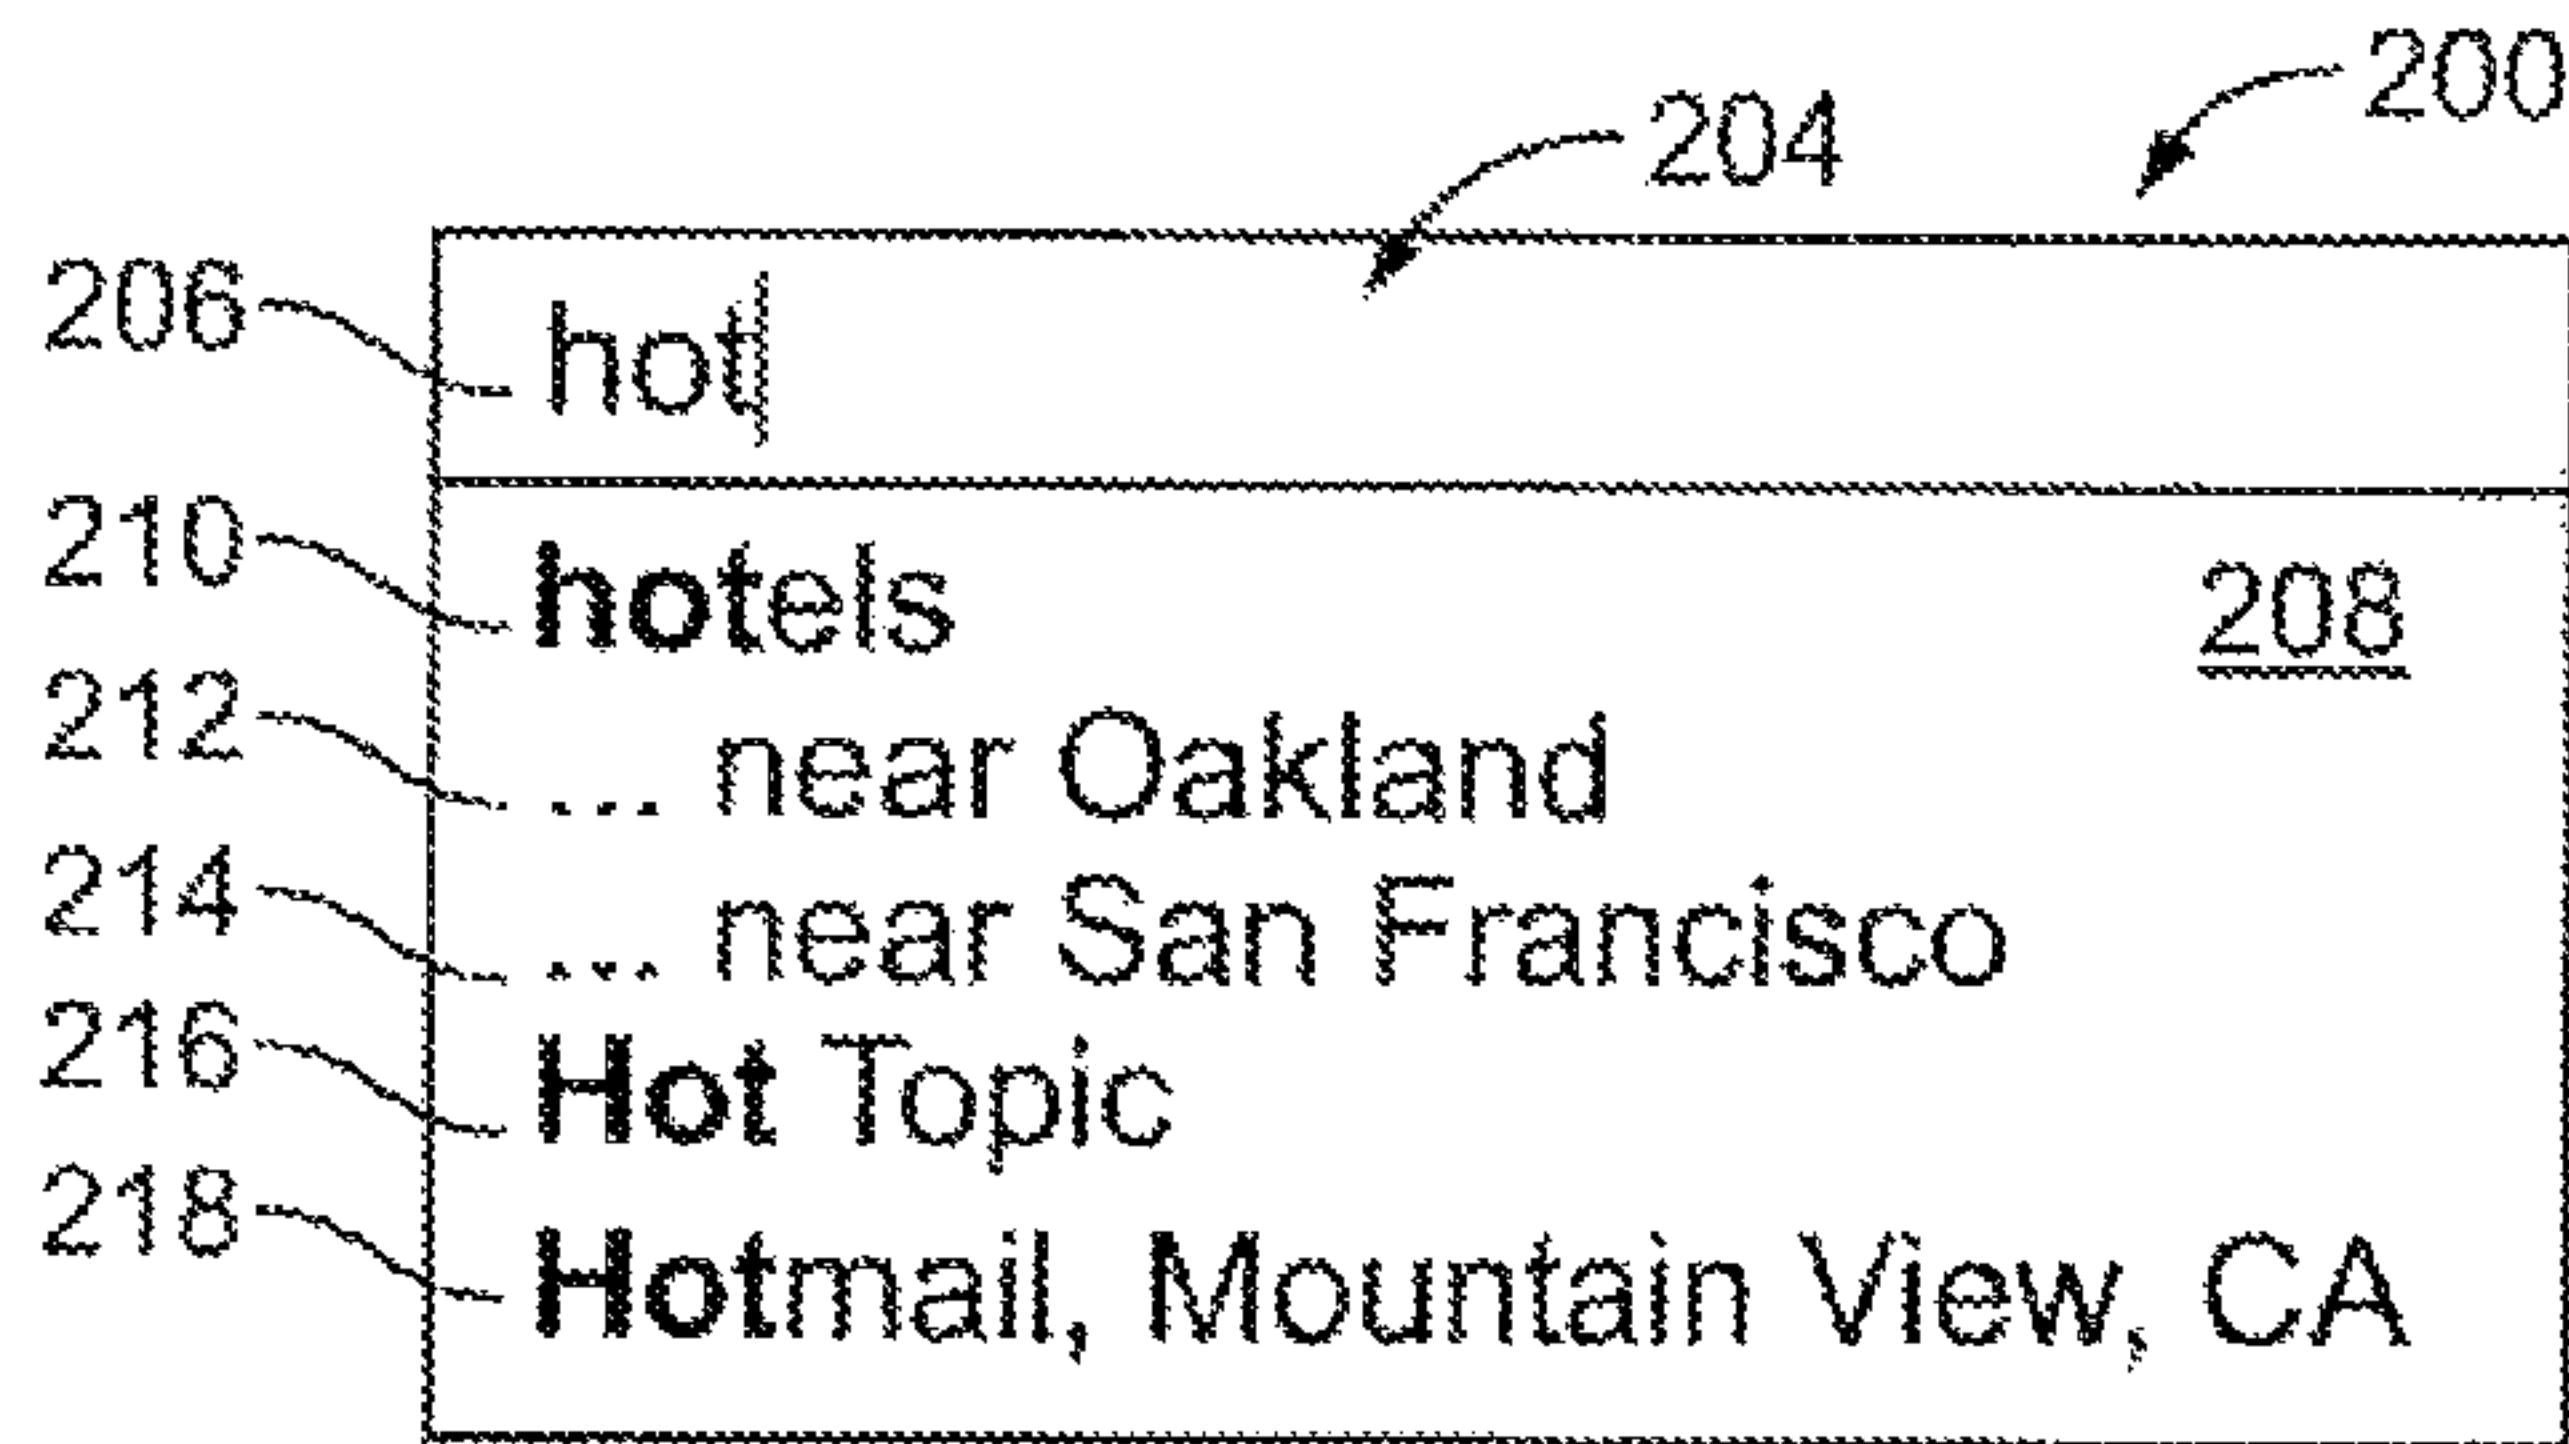 200
204
206 hot
210 hotels
208
212 ... near Oakland
214 ... near San Francisco
216 Hot Topic
218 Hotmail, Mountain View, CA